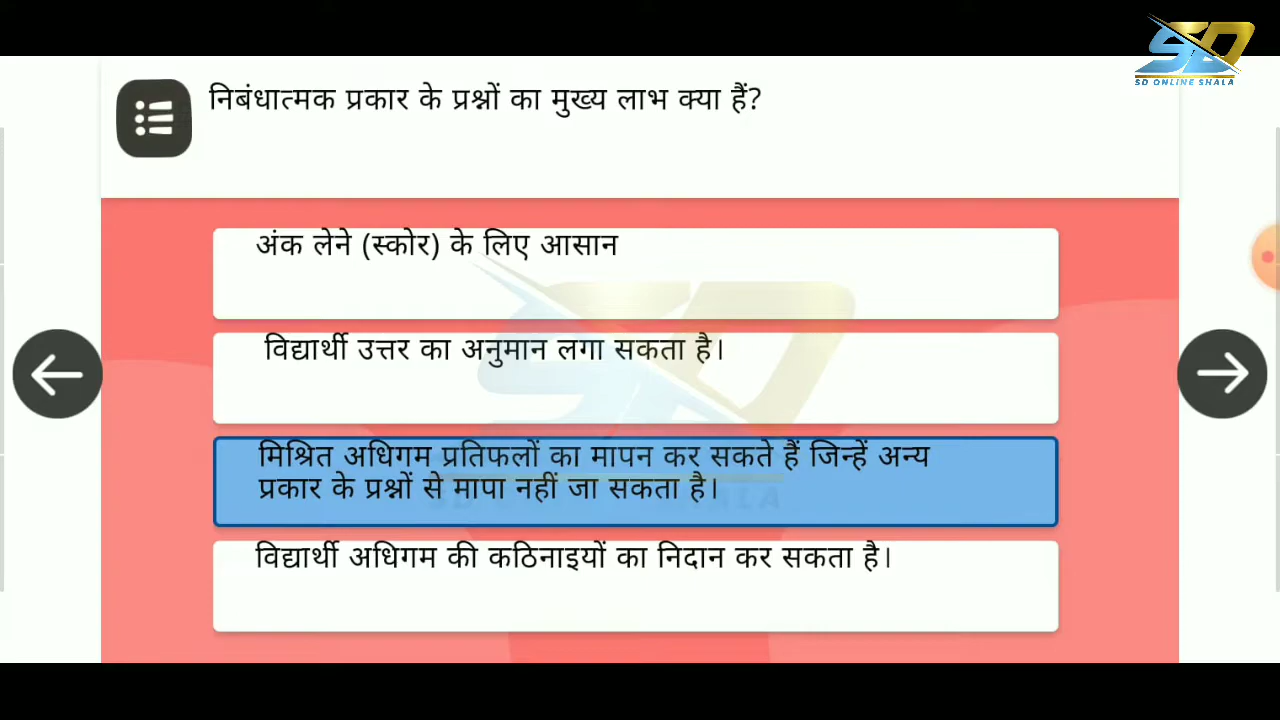 SD ONLINE SHALA
निबंधात्मक प्रकार के प्रश्नों का मुख्य लाभ क्या हैं?
अंक लेने (स्कोर) के लिए आसान
विद्यार्थी उत्तर का अनुमान लगा सकता है।
मिश्रित अधिगम प्रतिफलों का मापन कर सकते हैं जिन्हें अन्य
प्रकार के प्रश्नों से मापा नहीं जा सकता है।
विद्यार्थी अधिगम की कठिनाइयों का निदान कर सकता है।